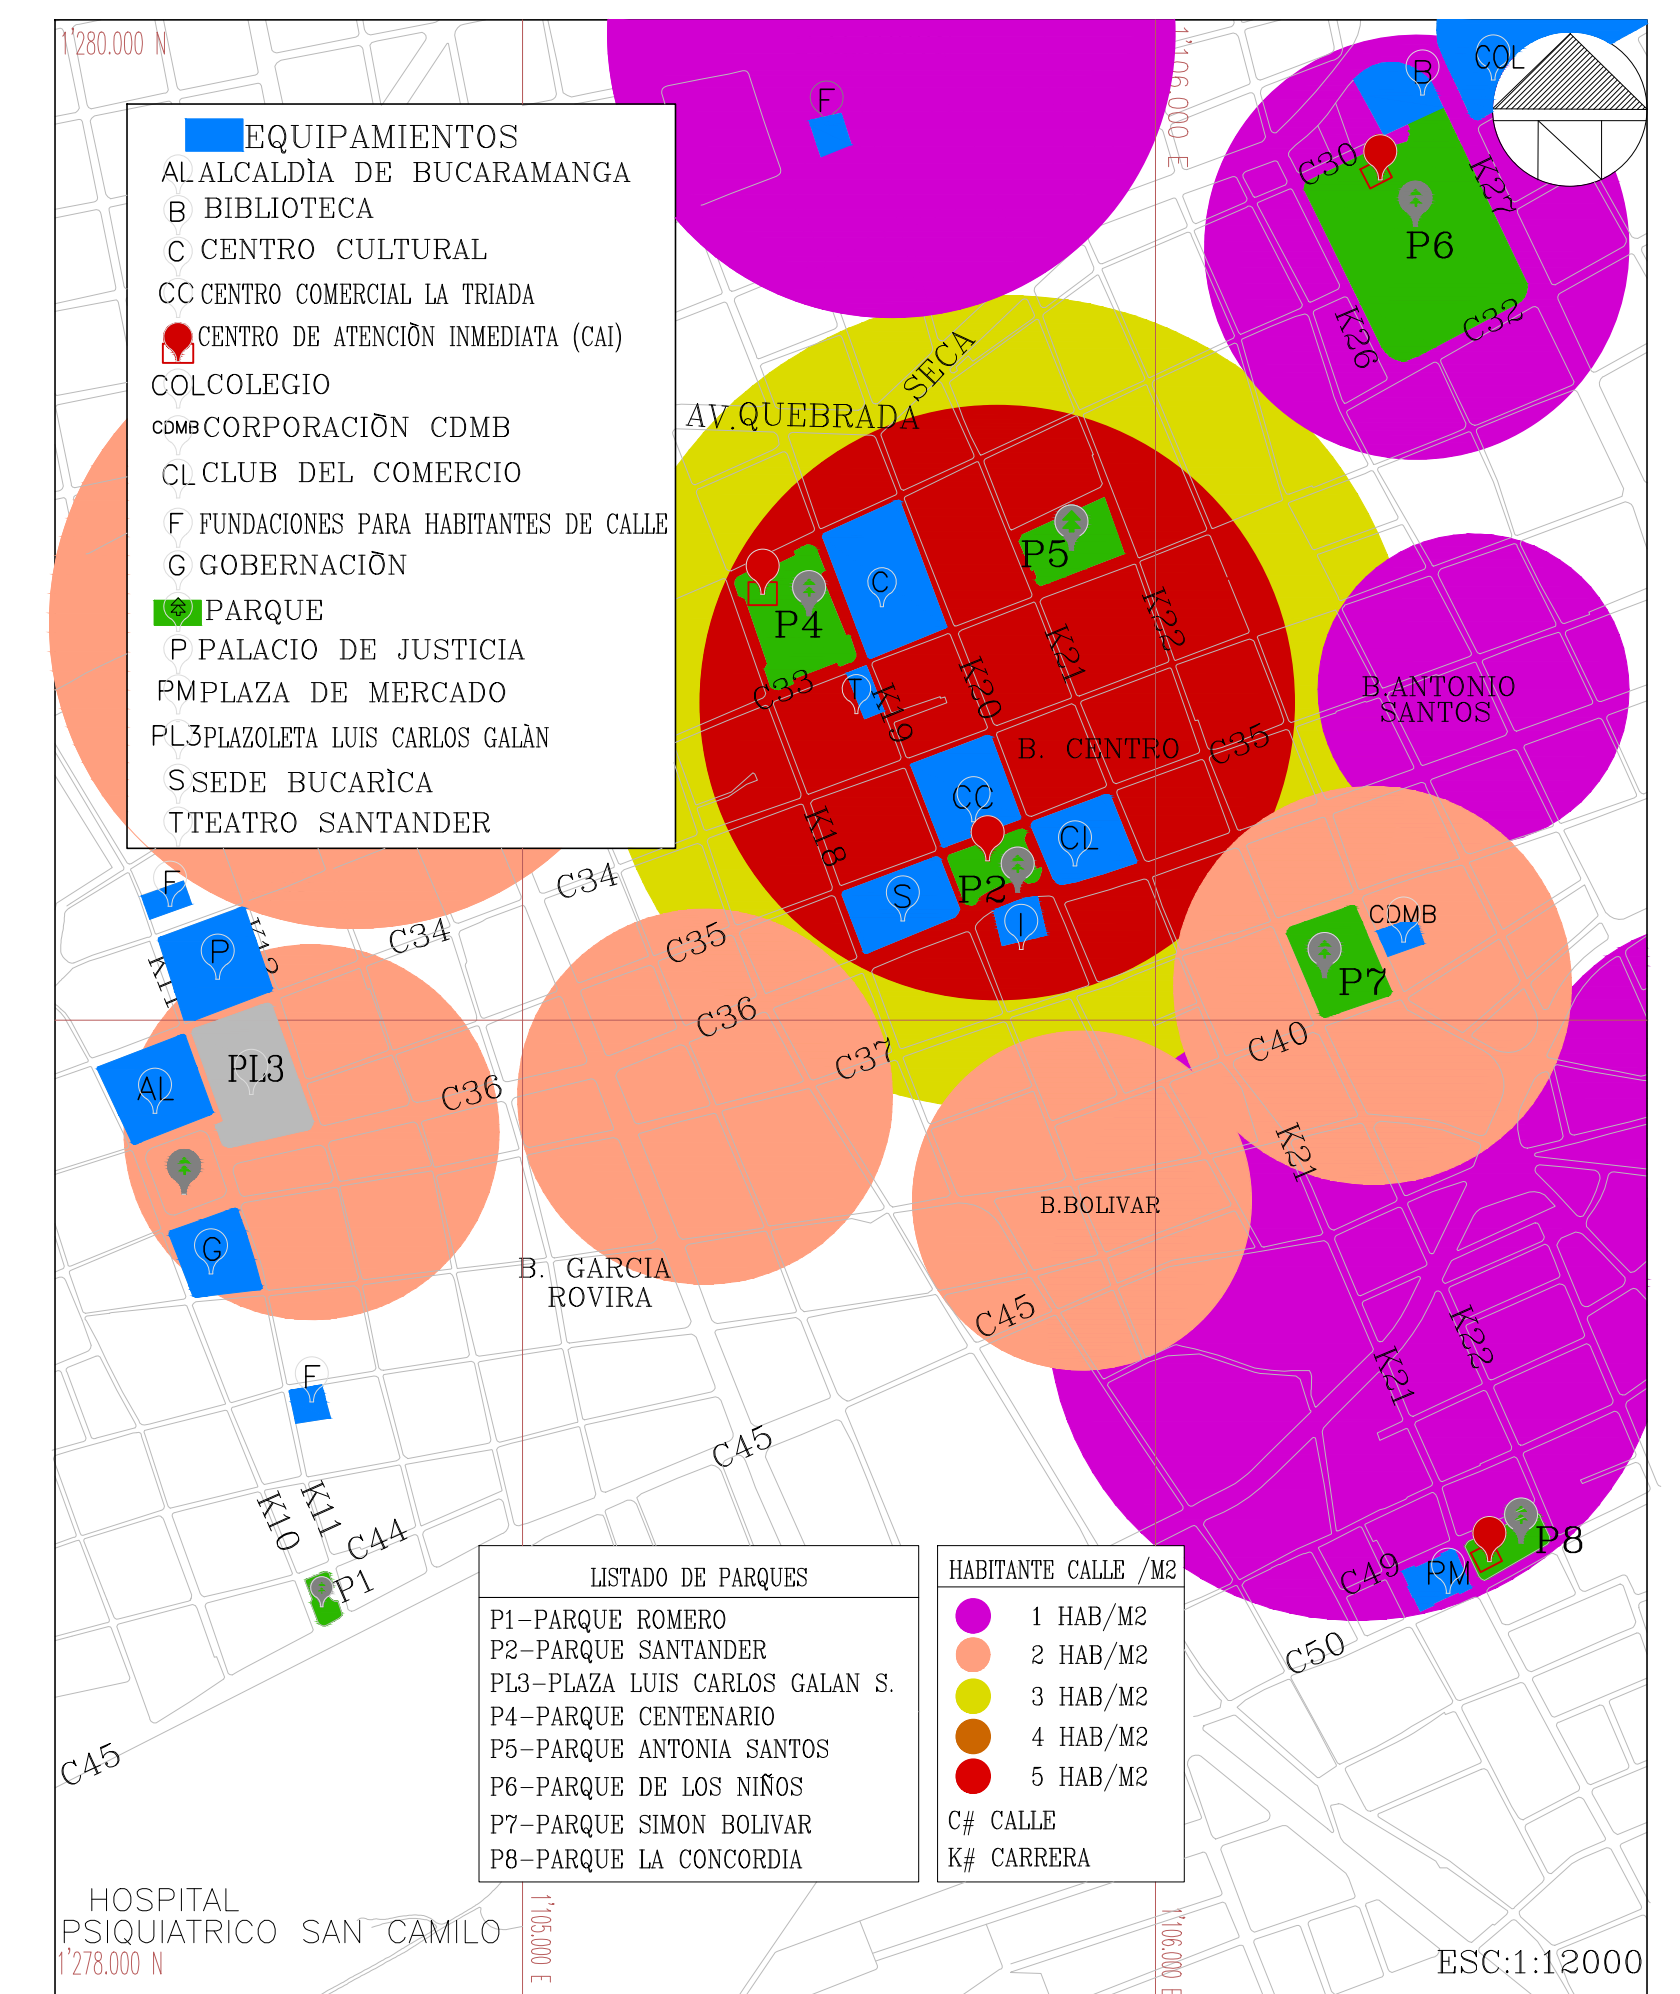 1'280.000 N
1'106.000 E
F
B
COL
C30
K27
P6
K26
C32
EQUIPAMIENTOS
AL ALCALDÌA DE BUCARAMANGA
B BIBLIOTECA
C CENTRO CULTURAL
CC CENTRO COMERCIAL LA TRIADA
CENTRO DE ATENCIÒN INMEDIATA (CAI)
COL COLEGIO
CDMB CORPORACIÒN CDMB
CL CLUB DEL COMERCIO
F FUNDACIONES PARA HABITANTES DE CALLE
G GOBERNACIÒN
PARQUE
P PALACIO DE JUSTICIA
PM PLAZA DE MERCADO
PL3 PLAZOLETA LUIS CARLOS GALÀN
S SEDE BUCARÌCA
T TEATRO SANTANDER
AV.QUEBRADA SECA
C
P5
P4
K22
K21
C33
T
K19
K20
B. CENTRO
C35
B.ANTONIO
SANTOS
CC
K18
CL
P2
S
I
C34
C34
C35
C36
C37
C36
F
P
K11
K12
PL3
AL
G
CDMB
P7
C40
K21
B.BOLIVAR
B. GARCIA
ROVIRA
C45
K22
K21
F
C45
K10
K11
C44
P1
C49
PM
P8
C50
C45
LISTADO DE PARQUES
P1-PARQUE ROMERO
P2-PARQUE SANTANDER
PL3-PLAZA LUIS CARLOS GALAN S.
P4-PARQUE CENTENARIO
P5-PARQUE ANTONIA SANTOS
P6-PARQUE DE LOS NIÑOS
P7-PARQUE SIMON BOLIVAR
P8-PARQUE LA CONCORDIA
HABITANTE CALLE /M2
1 HAB/M2
2 HAB/M2
3 HAB/M2
4 HAB/M2
5 HAB/M2
C# CALLE
K# CARRERA
HOSPITAL
PSIQUIATRICO SAN CAMILO
1'278.000 N
1'105.000 E
1'106.000 E
ESC:1:12000